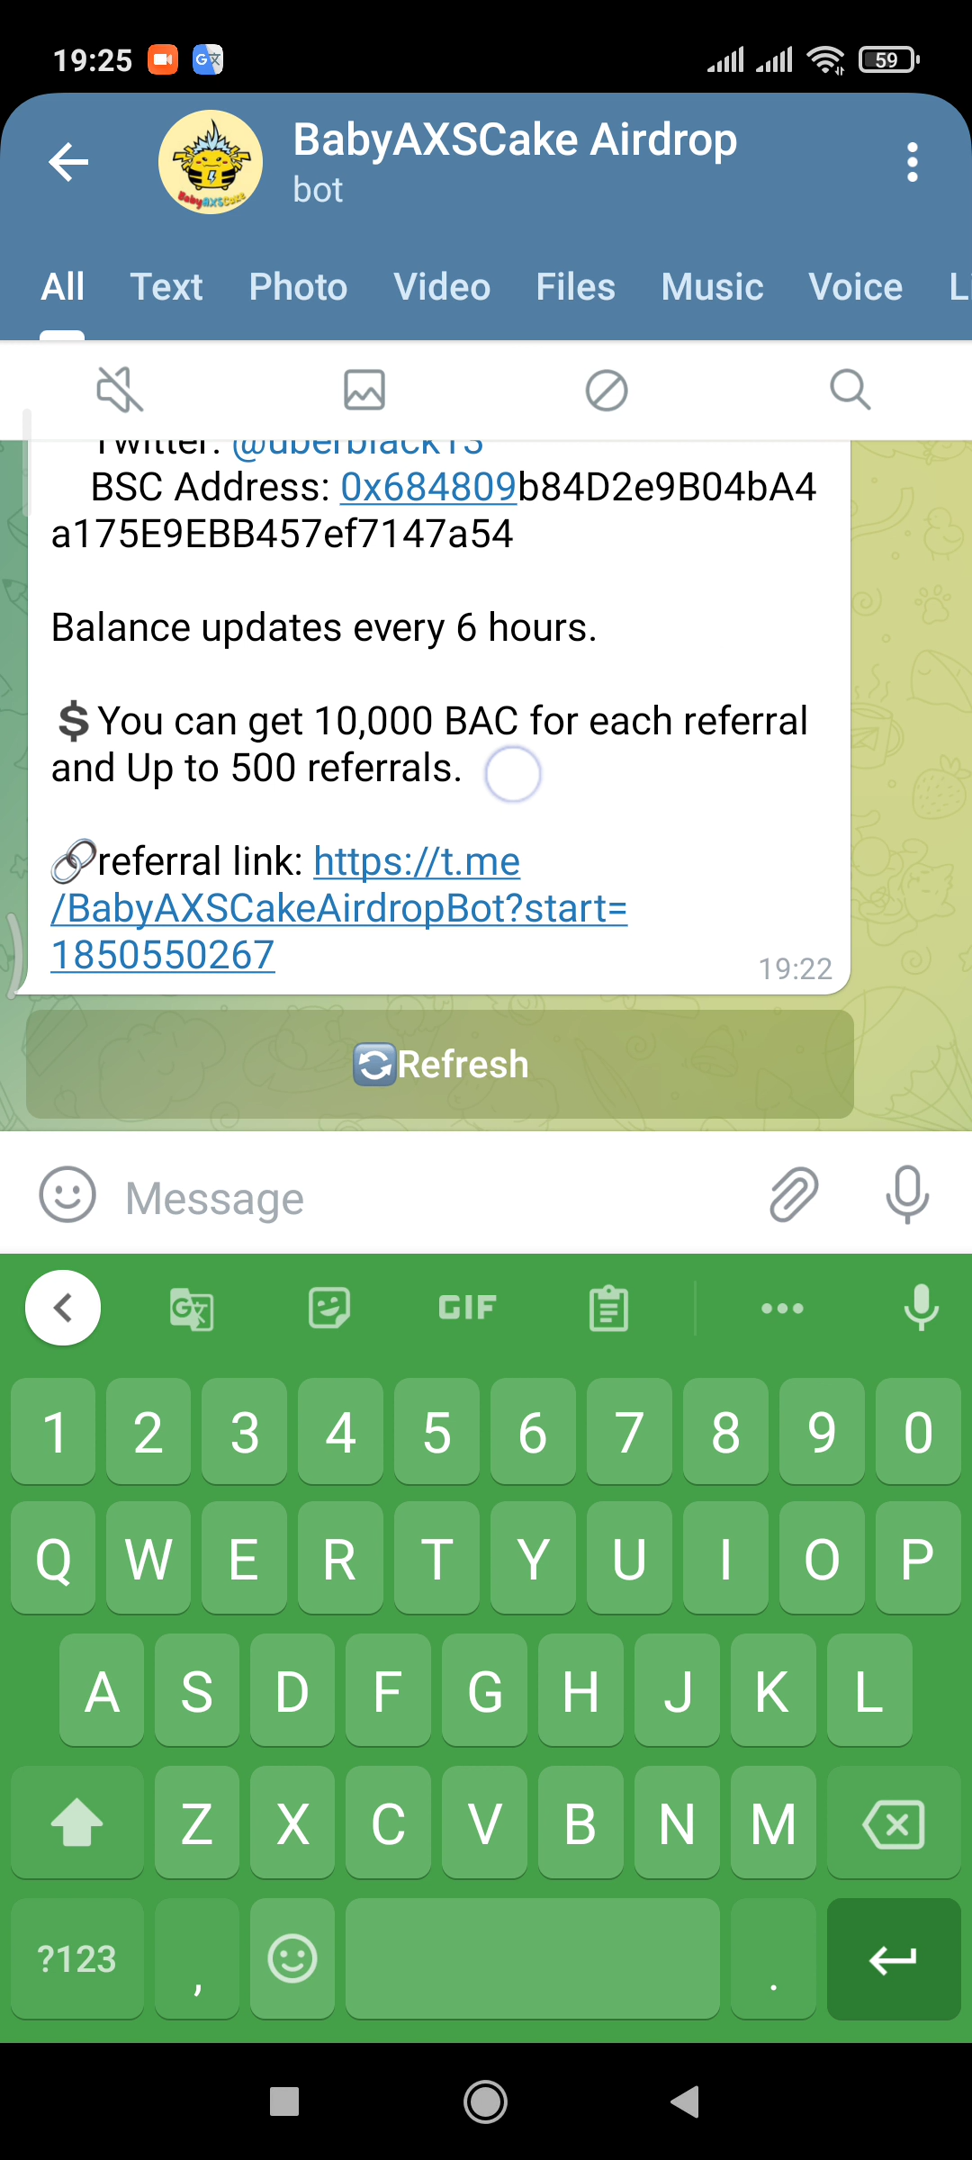 19:25
59
BabyAXSCake Airdrop
bot
All Text Photo Video Files Music Voice L
Twitter: @uberblack13
BSC Address: 0x684809b84D2e9B04bA4
a175E9EBB457ef7147a54
Balance updates every 6 hours.
💲You can get 10,000 BAC for each referral
and Up to 500 referrals.
🔗referral link: https://t.me
/BabyAXSCakeAirdropBot?start=
1850550267
19:22
🔄Refresh
Message
GIF
1 2 3 4 5 6 7 8 9 0
Q W E R T Y U I O P
A S D F G H J K L
Z X C V B N M
?123 , .